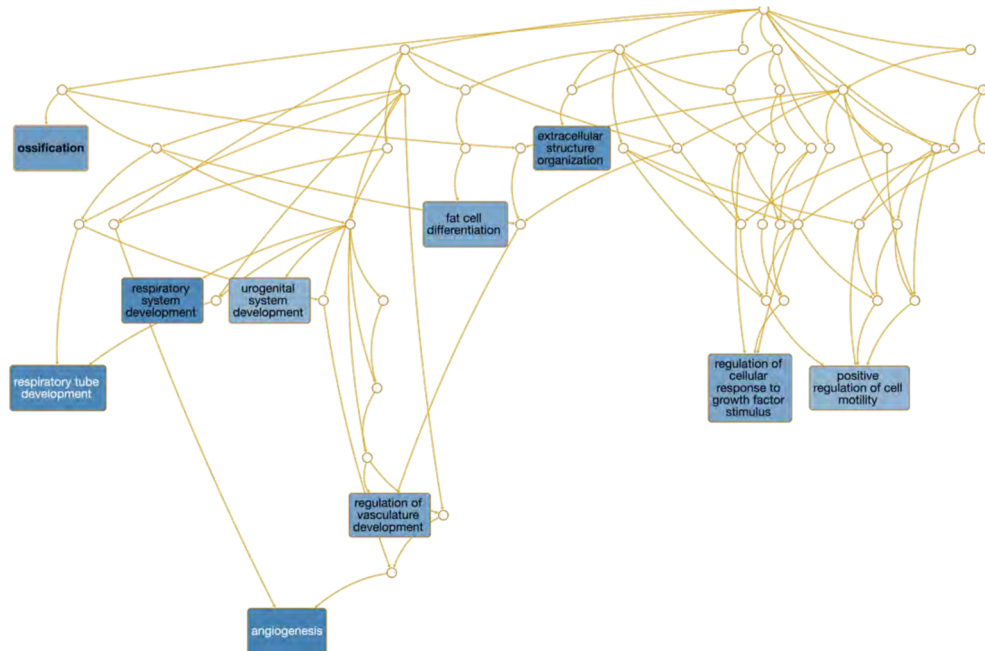 ossification
extracellular
structure
organization
fat cell
differentiation
respiratory
system
development
urogenital
system
development
respiratory tube
development
regulation of
cellular
response to
growth factor
stimulus
positive
regulation of cell
motility
regulation of
vasculature
development
angiogenesis